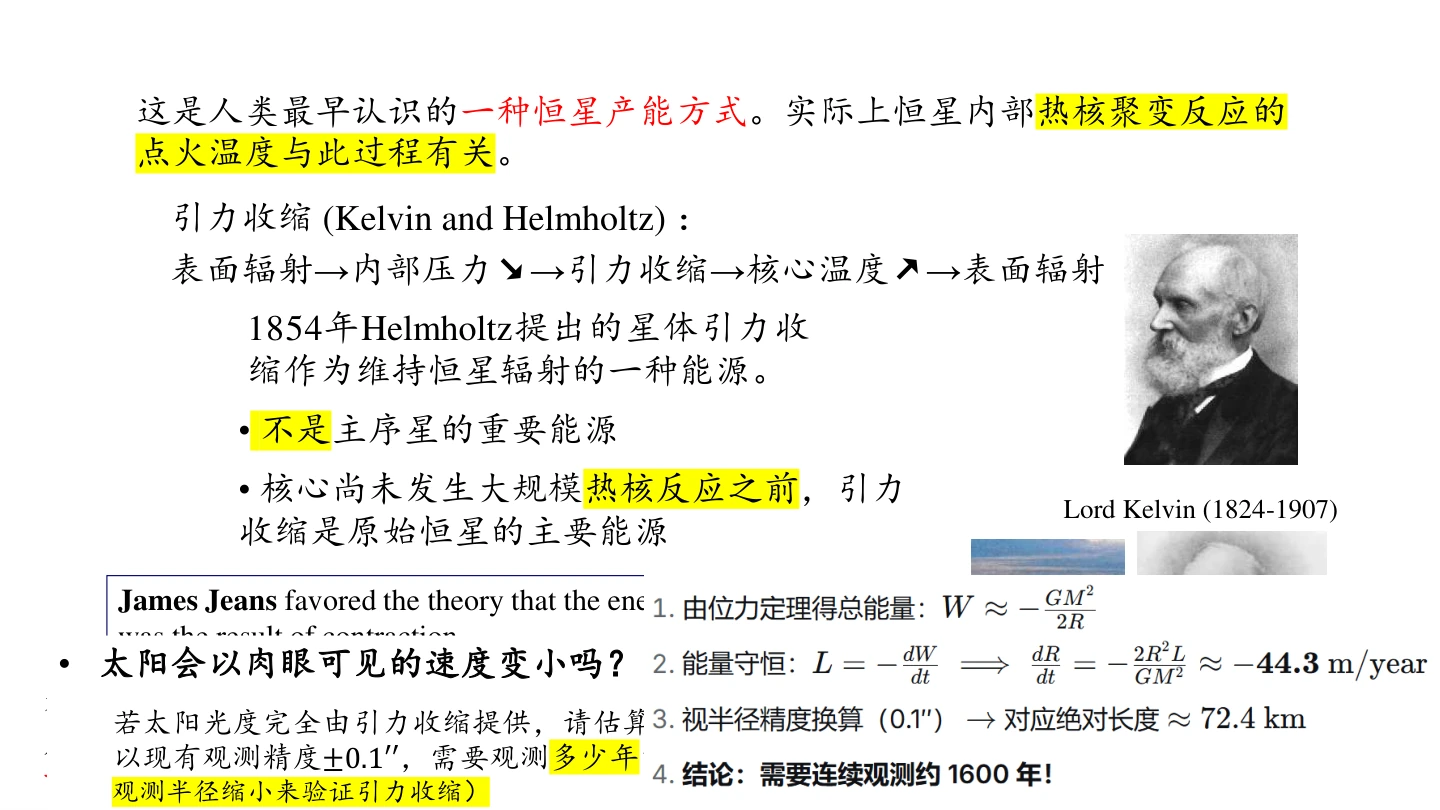 这是人类最早认识的一种恒星产能方式。实际上恒星内部热核聚变反应的
点火温度与此过程有关。
引力收缩 (Kelvin and Helmholtz)：
表面辐射→内部压力↘→引力收缩→核心温度↗→表面辐射
1854年Helmholtz提出的星体引力收
缩作为维持恒星辐射的一种能源。
• 不是主序星的重要能源
• 核心尚未发生大规模热核反应之前，引力
收缩是原始恒星的主要能源
Lord Kelvin (1824-1907)
James Jeans favored the theory that the ene
was the result of contraction
• 太阳会以肉眼可见的速度变小吗？
若太阳光度完全由引力收缩提供，请估算
以现有观测精度±0.1″，需要观测多少年
观测半径缩小来验证引力收缩）
1. 由位力定理得总能量：W ≈ −GM²/2R
2. 能量守恒：L = −dW/dt ⟹ dR/dt = −2R²L/GM² ≈ −44.3 m/year
3. 视半径精度换算（0.1″） → 对应绝对长度 ≈ 72.4 km
4. 结论：需要连续观测约 1600 年！